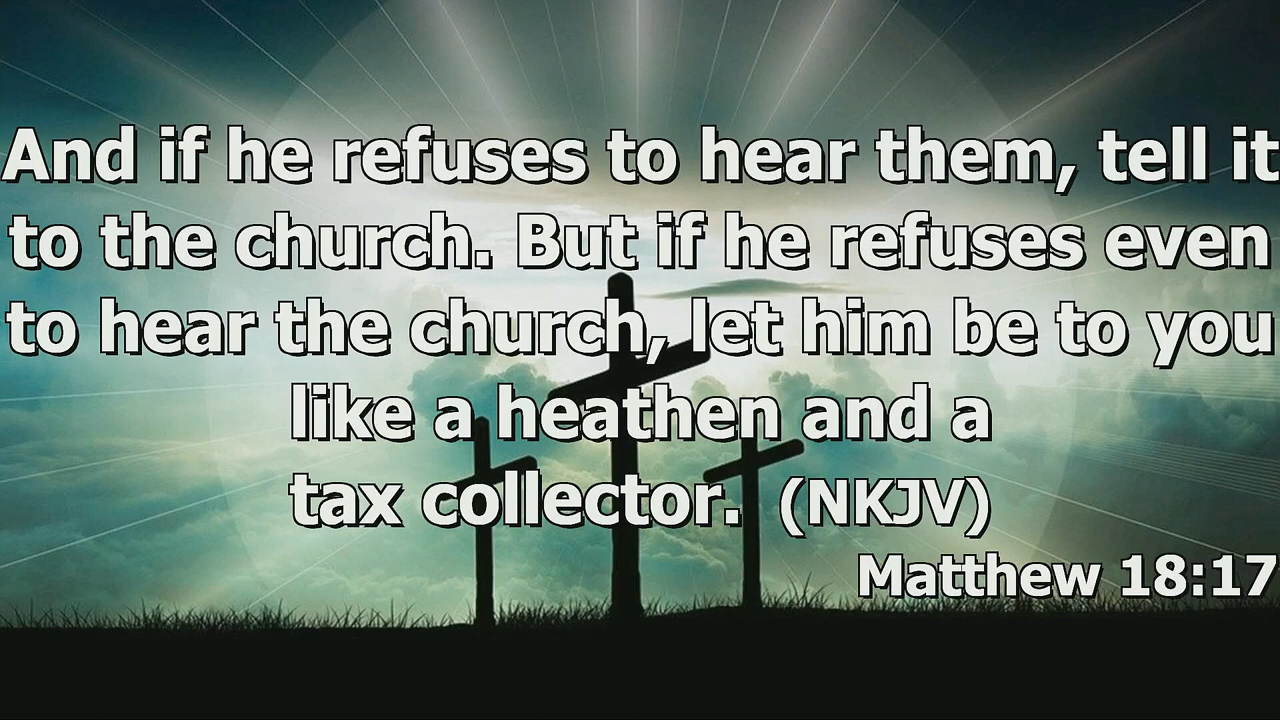 And if he refuses to hear them, tell it
to the church. But if he refuses even
to hear the church, let him be to you
like a heathen and a
tax collector. (NKJV)
Matthew 18:17